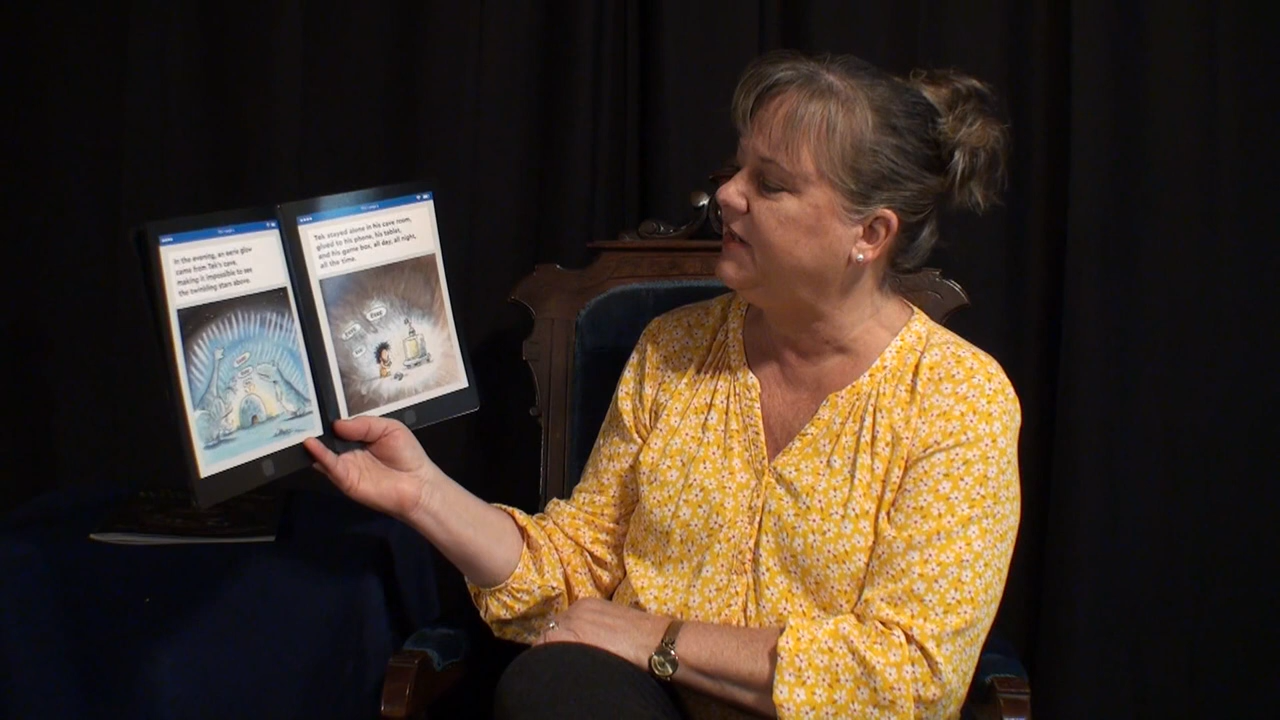 In the evening, an eerie glow
came from Tek's cave,
making it impossible to see
the twinkling stars above.
Tek stayed alone in his cave room,
glued to his phone, his tablet,
and his game box, all day, all night,
all the time.